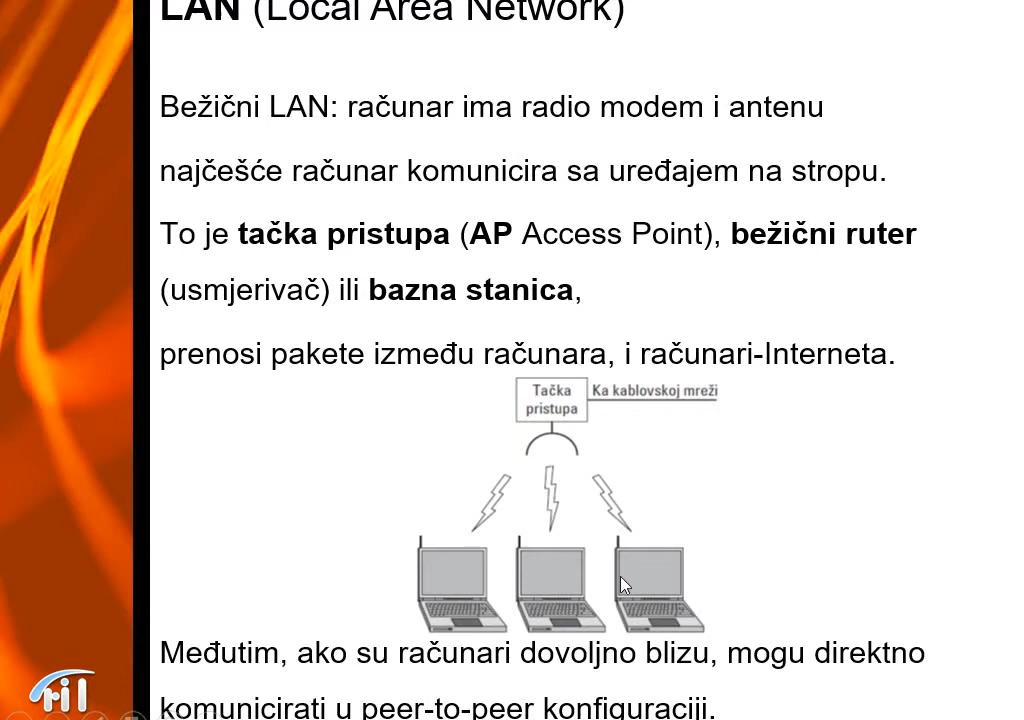 LAN (Local Area Network)
Bežični LAN: računar ima radio modem i antenu
najčešće računar komunicira sa uređajem na stropu.
To je tačka pristupa (AP Access Point), bežični ruter
(usmjerivač) ili bazna stanica,
prenosi pakete između računara, i računari-Interneta.
Tačka
pristupa
Ka kablovskoj mreži
Međutim, ako su računari dovoljno blizu, mogu direktno
komunicirati u peer-to-peer konfiguraciji.